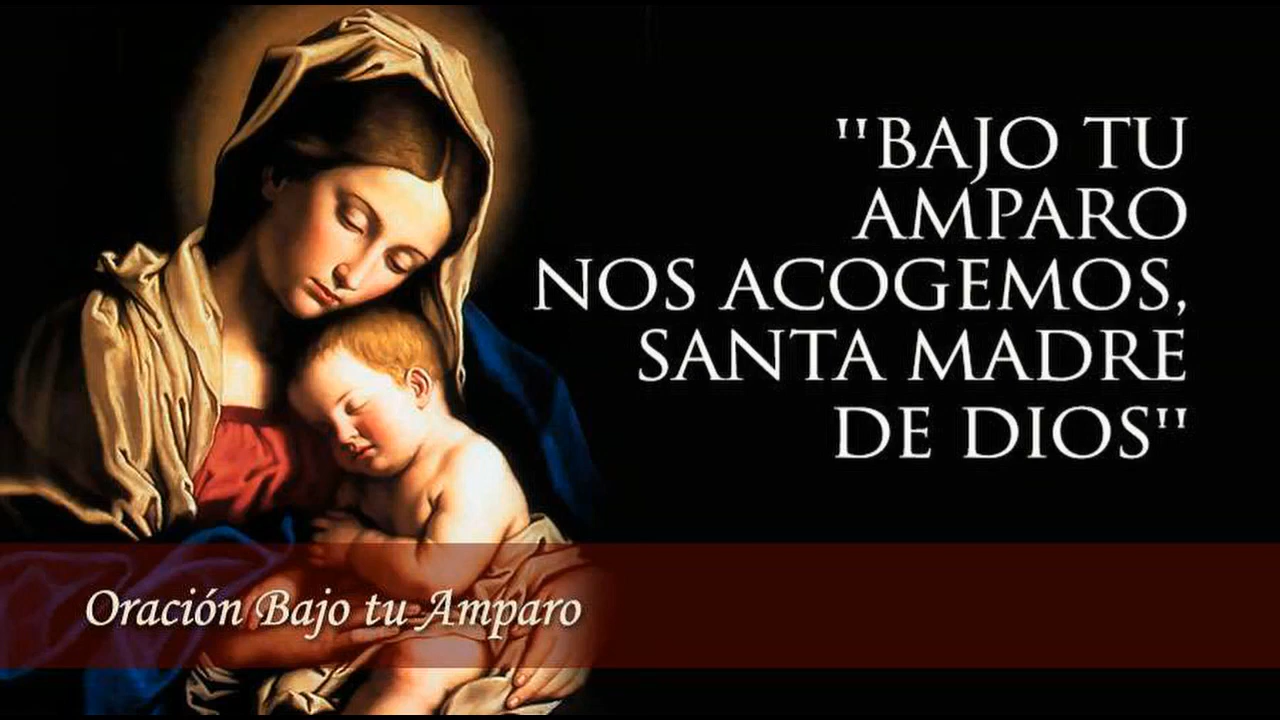 "BAJO TU
AMPARO
NOS ACOGEMOS,
SANTA MADRE
DE DIOS"
Oración Bajo tu Amparo